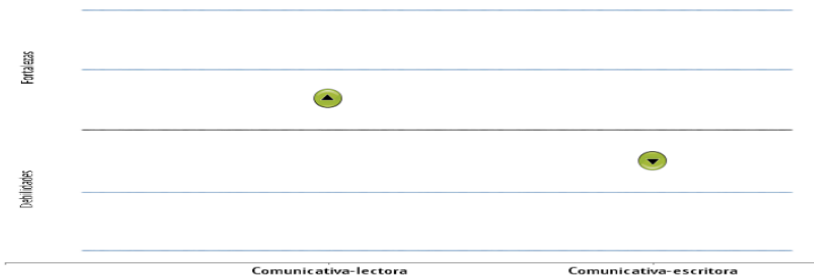 Fortalezas
Debilidades
Comunicativa-lectora
Comunicativa-escritora